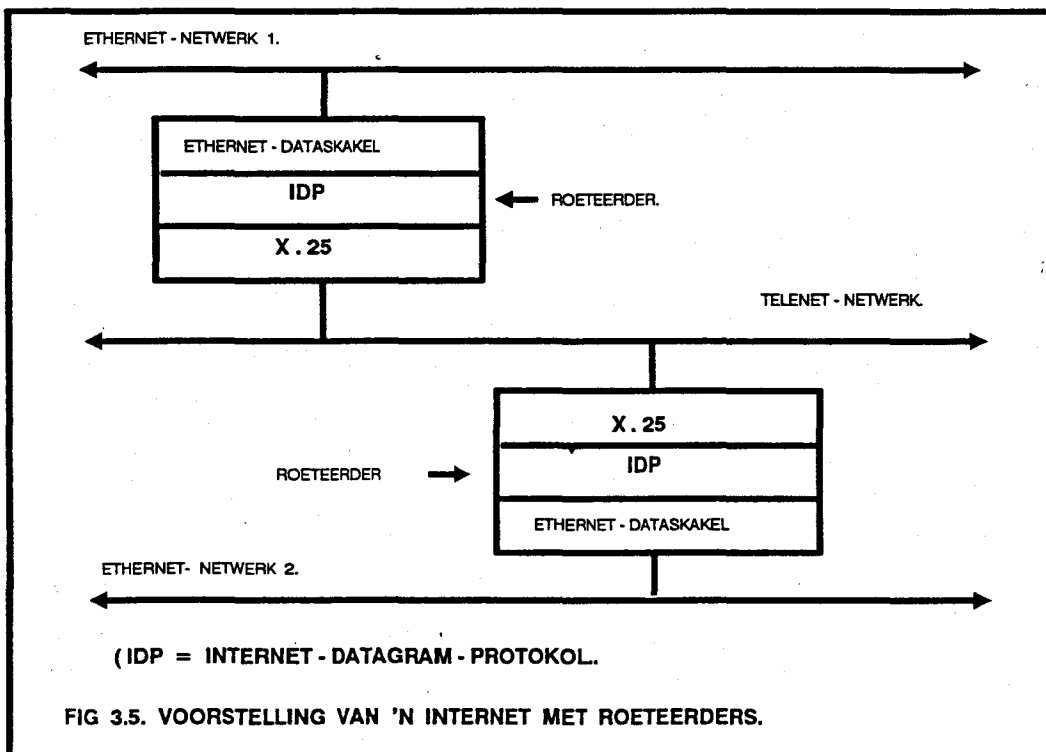 ETHERNET - NETWERK 1.
ETHERNET - DATASKAKEL
IDP
ROETEERDER.
X . 25
TELENET - NETWERK.
X . 25
ROETEERDER
IDP
ETHERNET - DATASKAKEL
ETHERNET- NETWERK 2.
(IDP = INTERNET - DATAGRAM - PROTOKOL.
FIG 3.5. VOORSTELLING VAN 'N INTERNET MET ROETEERDERS.